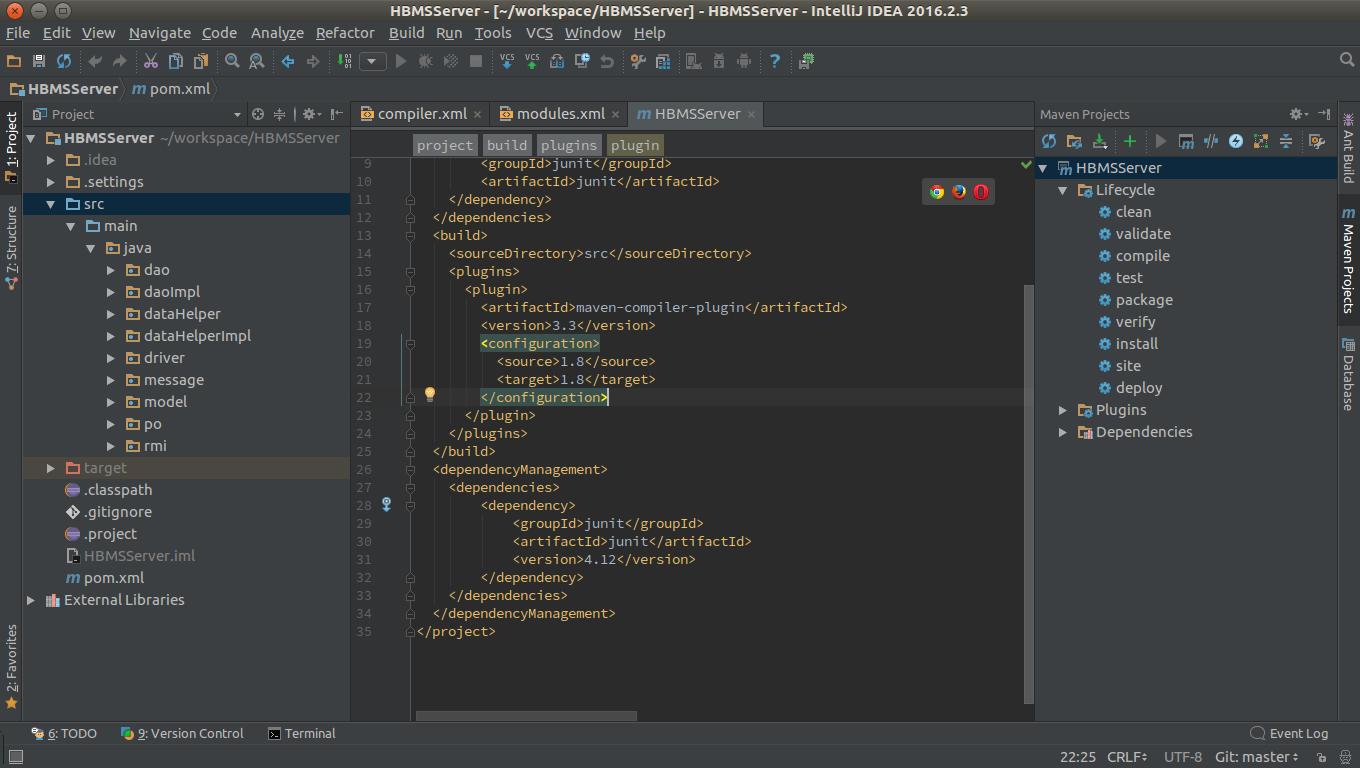 HBMSServer - [~/workspace/HBMSServer] - HBMSServer - IntelliJ IDEA 2016.2.3
File Edit View Navigate Code Analyze Refactor Build Run Tools VCS Window Help
HBMSServer pom.xml
1: Project
7: Structure
2: Favorites
Project
HBMSServer ~/workspace/HBMSServer
.idea
.settings
src
main
java
dao
daoImpl
dataHelper
dataHelperImpl
driver
message
model
po
rmi
target
.classpath
.gitignore
.project
HBMSServer.iml
pom.xml
External Libraries
compiler.xml modules.xml HBMSServer
project build plugins plugin
9 <groupId>junit</groupId>
10 <artifactId>junit</artifactId>
11 </dependency>
12 </dependencies>
13 <build>
14 <sourceDirectory>src</sourceDirectory>
15 <plugins>
16 <plugin>
17 <artifactId>maven-compiler-plugin</artifactId>
18 <version>3.3</version>
19 <configuration>
20 <source>1.8</source>
21 <target>1.8</target>
22 </configuration>
23 </plugin>
24 </plugins>
25 </build>
26 <dependencyManagement>
27 <dependencies>
28 <dependency>
29 <groupId>junit</groupId>
30 <artifactId>junit</artifactId>
31 <version>4.12</version>
32 </dependency>
33 </dependencies>
34 </dependencyManagement>
35 </project>
Maven Projects
HBMSServer
Lifecycle
clean
validate
compile
test
package
verify
install
site
deploy
Plugins
Dependencies
Ant Build
Maven Projects
Database
6: TODO 9: Version Control Terminal Event Log
22:25 CRLF UTF-8 Git: master